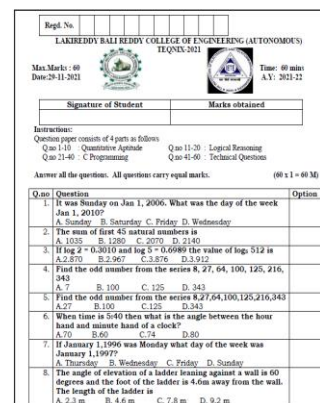 Regd. No.
LAKIREDDY BALI REDDY COLLEGE OF ENGINEERING (AUTONOMOUS)
TEQNIX-2021
Max.Marks : 60
Time: 60 mins
Date:29-11-2021
A.Y: 2021-22
Signature of Student Marks obtained
Instructions:
Question paper consists of 4 parts as follows
Q.no 1-10 : Quantitative Aptitude Q.no 11-20 : Logical Reasoning
Q.no 21-40 : C Programming Q.no 41-60 : Technical Questions
Answer all the questions. All questions carry equal marks. (60 x 1 = 60 M)
Q.no Question Option
1. It was Sunday on Jan 1, 2006. What was the day of the week
Jan 1, 2010?
A. Sunday B. Saturday C. Friday D. Wednesday
2. The sum of first 45 natural numbers is
A. 1035 B. 1280 C. 2070 D. 2140
3. If log 2 = 0.3010 and log 5 = 0.6989 the value of log₅ 512 is
A.2.870 B.2.967 C.3.876 D.3.912
4. Find the odd number from the series 8, 27, 64, 100, 125, 216,
343
A. 7 B. 100 C. 125 D. 343
5. Find the odd number from the series 8,27,64,100,125,216,343
A.27 B.100 C.125 D.343
6. When time is 5:40 then what is angle between the hour
hand and minute hand of a clock?
A.70 B.60 C.74 D.80
7. If January 1,1996 was Monday what day of the week was
January 1,1997?
A. Thursday B. Wednesday C. Friday D. Sunday
8. The angle of elevation of a ladder leaning against a wall is 60
degrees and the foot of the ladder is 4.6m away from the wall.
The length of the ladder is
A. 2.3 m B. 4.6 m C. 7.8 m D. 9.2 m